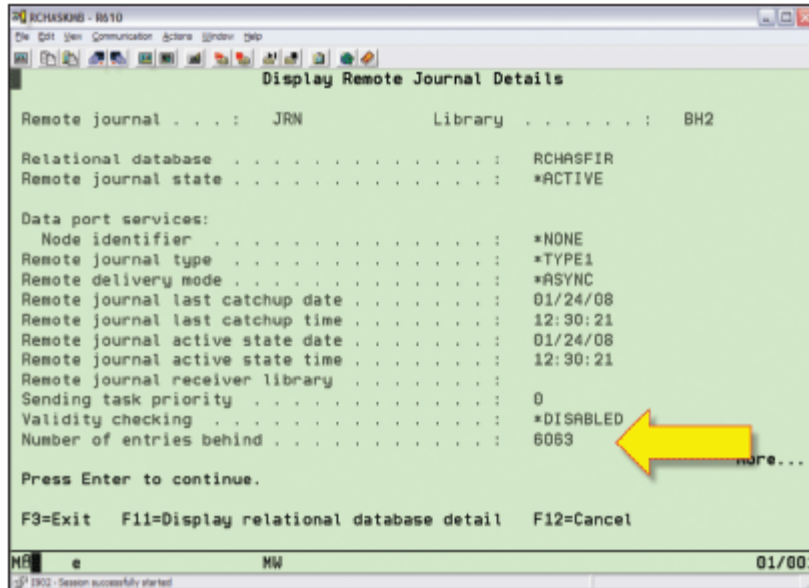 RCHASKMB - R610
File Edit View Communication Actions Window Help
Display Remote Journal Details
Remote journal . . . : JRN Library . . . . . . : BH2
Relational database . . . . . . . . . . . . . : RCHASFIR
Remote journal state . . . . . . . . . . . . . : *ACTIVE
Data port services:
Node identifier . . . . . . . . . . . . . . : *NONE
Remote journal type . . . . . . . . . . . . . : *TYPE1
Remote delivery mode . . . . . . . . . . . . . : *ASYNC
Remote journal last catchup date . . . . . . . : 01/24/08
Remote journal last catchup time . . . . . . . : 12:30:21
Remote journal active state date . . . . . . . : 01/24/08
Remote journal active state time . . . . . . . : 12:30:21
Remote journal receiver library . . . . . . . :
Sending task priority . . . . . . . . . . . . : 0
Validity checking . . . . . . . . . . . . . . : *DISABLED
Number of entries behind . . . . . . . . . . . : 6063
More...
Press Enter to continue.
F3=Exit F11=Display relational database detail F12=Cancel
MA e MW 01/00
I902 - Session successfully started